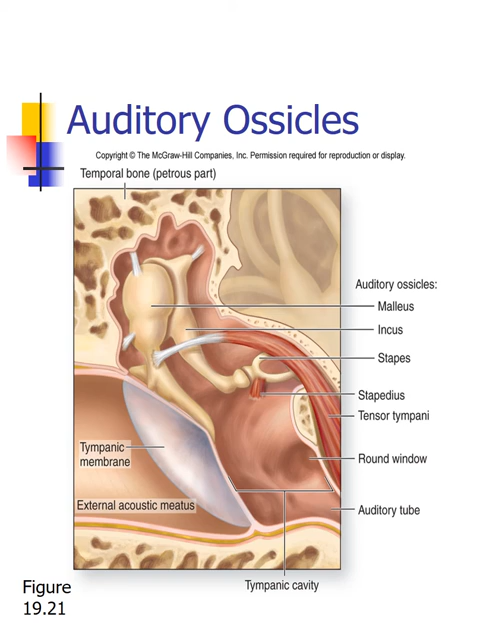 Auditory Ossicles
Copyright © The McGraw-Hill Companies, Inc. Permission required for reproduction or display.
Temporal bone (petrous part)
Auditory ossicles:
Malleus
Incus
Stapes
Stapedius
Tensor tympani
Tympanic
membrane
Round window
External acoustic meatus
Auditory tube
Tympanic cavity
Figure
19.21